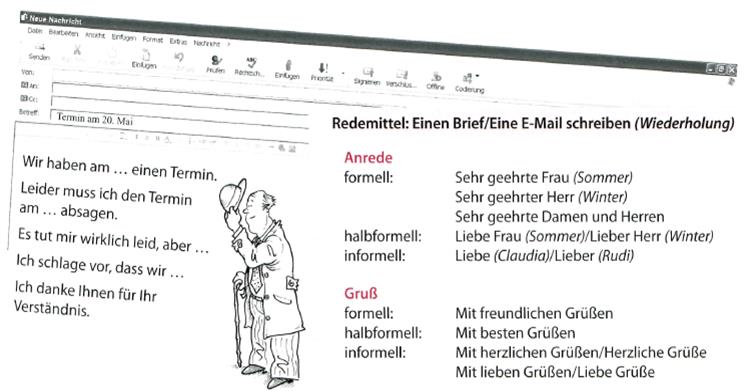 Neue Nachricht
Datei Bearbeiten Ansicht Einfügen Format Extras Nachricht >
Senden Einfügen Prüfen Rechtsch... Einfügen Priorität Signieren Verschlüs... Offline Codierung
Von:
An:
Cc:
Betreff: Termin am 20. Mai
Wir haben am ... einen Termin.
Leider muss ich den Termin
am ... absagen.
Es tut mir wirklich leid, aber ...
Ich schlage vor, dass wir ...
Ich danke Ihnen für Ihr
Verständnis.
Redemittel: Einen Brief/Eine E-Mail schreiben (Wiederholung)
Anrede
formell: Sehr geehrte Frau (Sommer)
Sehr geehrter Herr (Winter)
Sehr geehrte Damen und Herren
halbformell: Liebe Frau (Sommer)/Lieber Herr (Winter)
informell: Liebe (Claudia)/Lieber (Rudi)
Gruß
formell: Mit freundlichen Grüßen
halbformell: Mit besten Grüßen
informell: Mit herzlichen Grüßen/Herzliche Grüße
Mit lieben Grüßen/Liebe Grüße